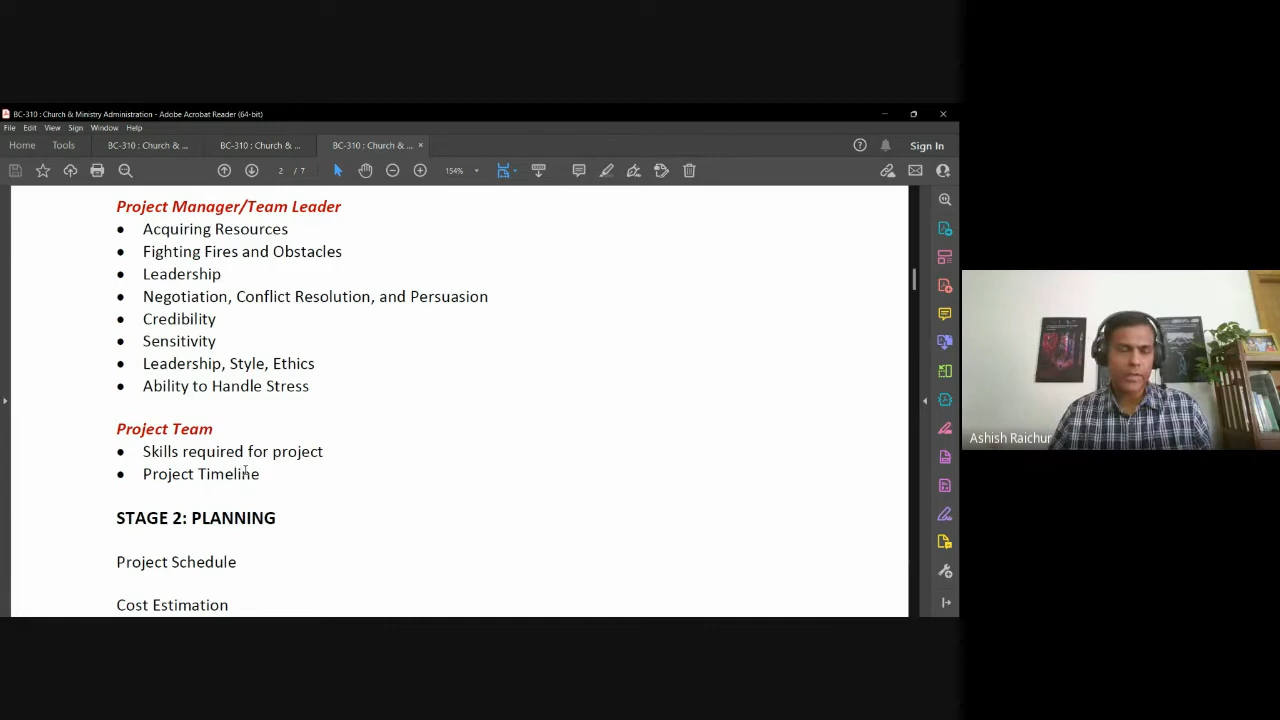 BC-310 : Church & Ministry Administration - Adobe Acrobat Reader (64-bit)
File Edit View Sign Window Help
Home Tools BC-310 : Church & ... BC-310 : Church & ... BC-310 : Church & ... × Sign In
2 / 7 154%
Project Manager/Team Leader
• Acquiring Resources
• Fighting Fires and Obstacles
• Leadership
• Negotiation, Conflict Resolution, and Persuasion
• Credibility
• Sensitivity
• Leadership, Style, Ethics
• Ability to Handle Stress
Project Team
• Skills required for project
• Project Timeline
STAGE 2: PLANNING
Project Schedule
Cost Estimation
Ashish Raichur